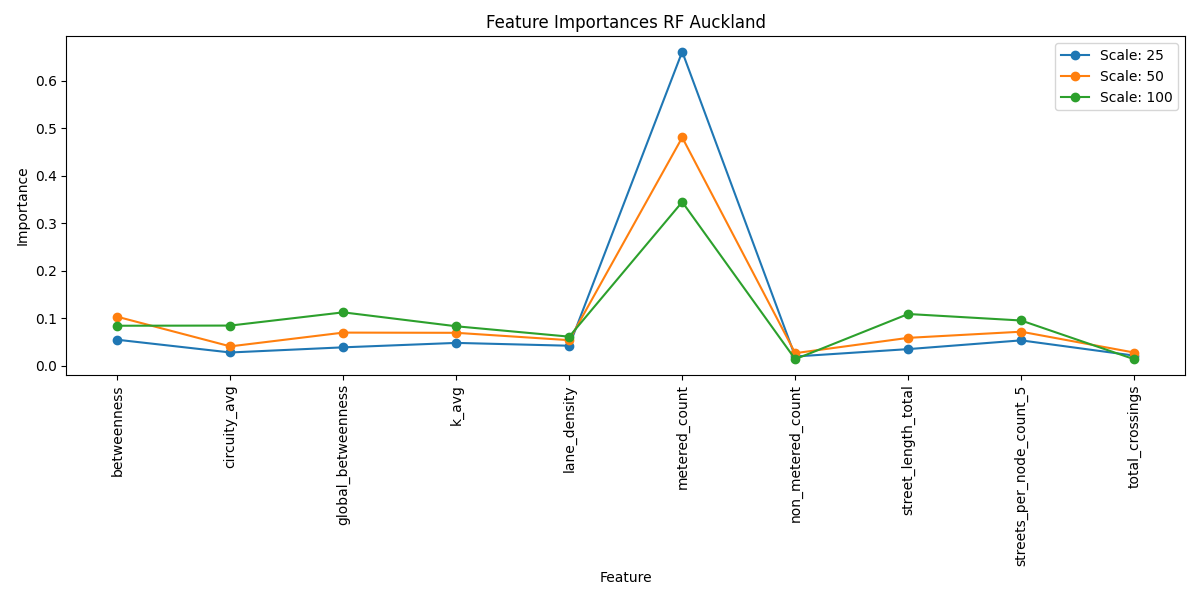 Feature Importances RF Auckland
Scale: 25
Scale: 50
Scale: 100
Importance
0.6
0.5
0.4
0.3
0.2
0.1
0.0
betweenness
circuity_avg
global_betweenness
k_avg
lane_density
metered_count
non_metered_count
street_length_total
streets_per_node_count_5
total_crossings
Feature